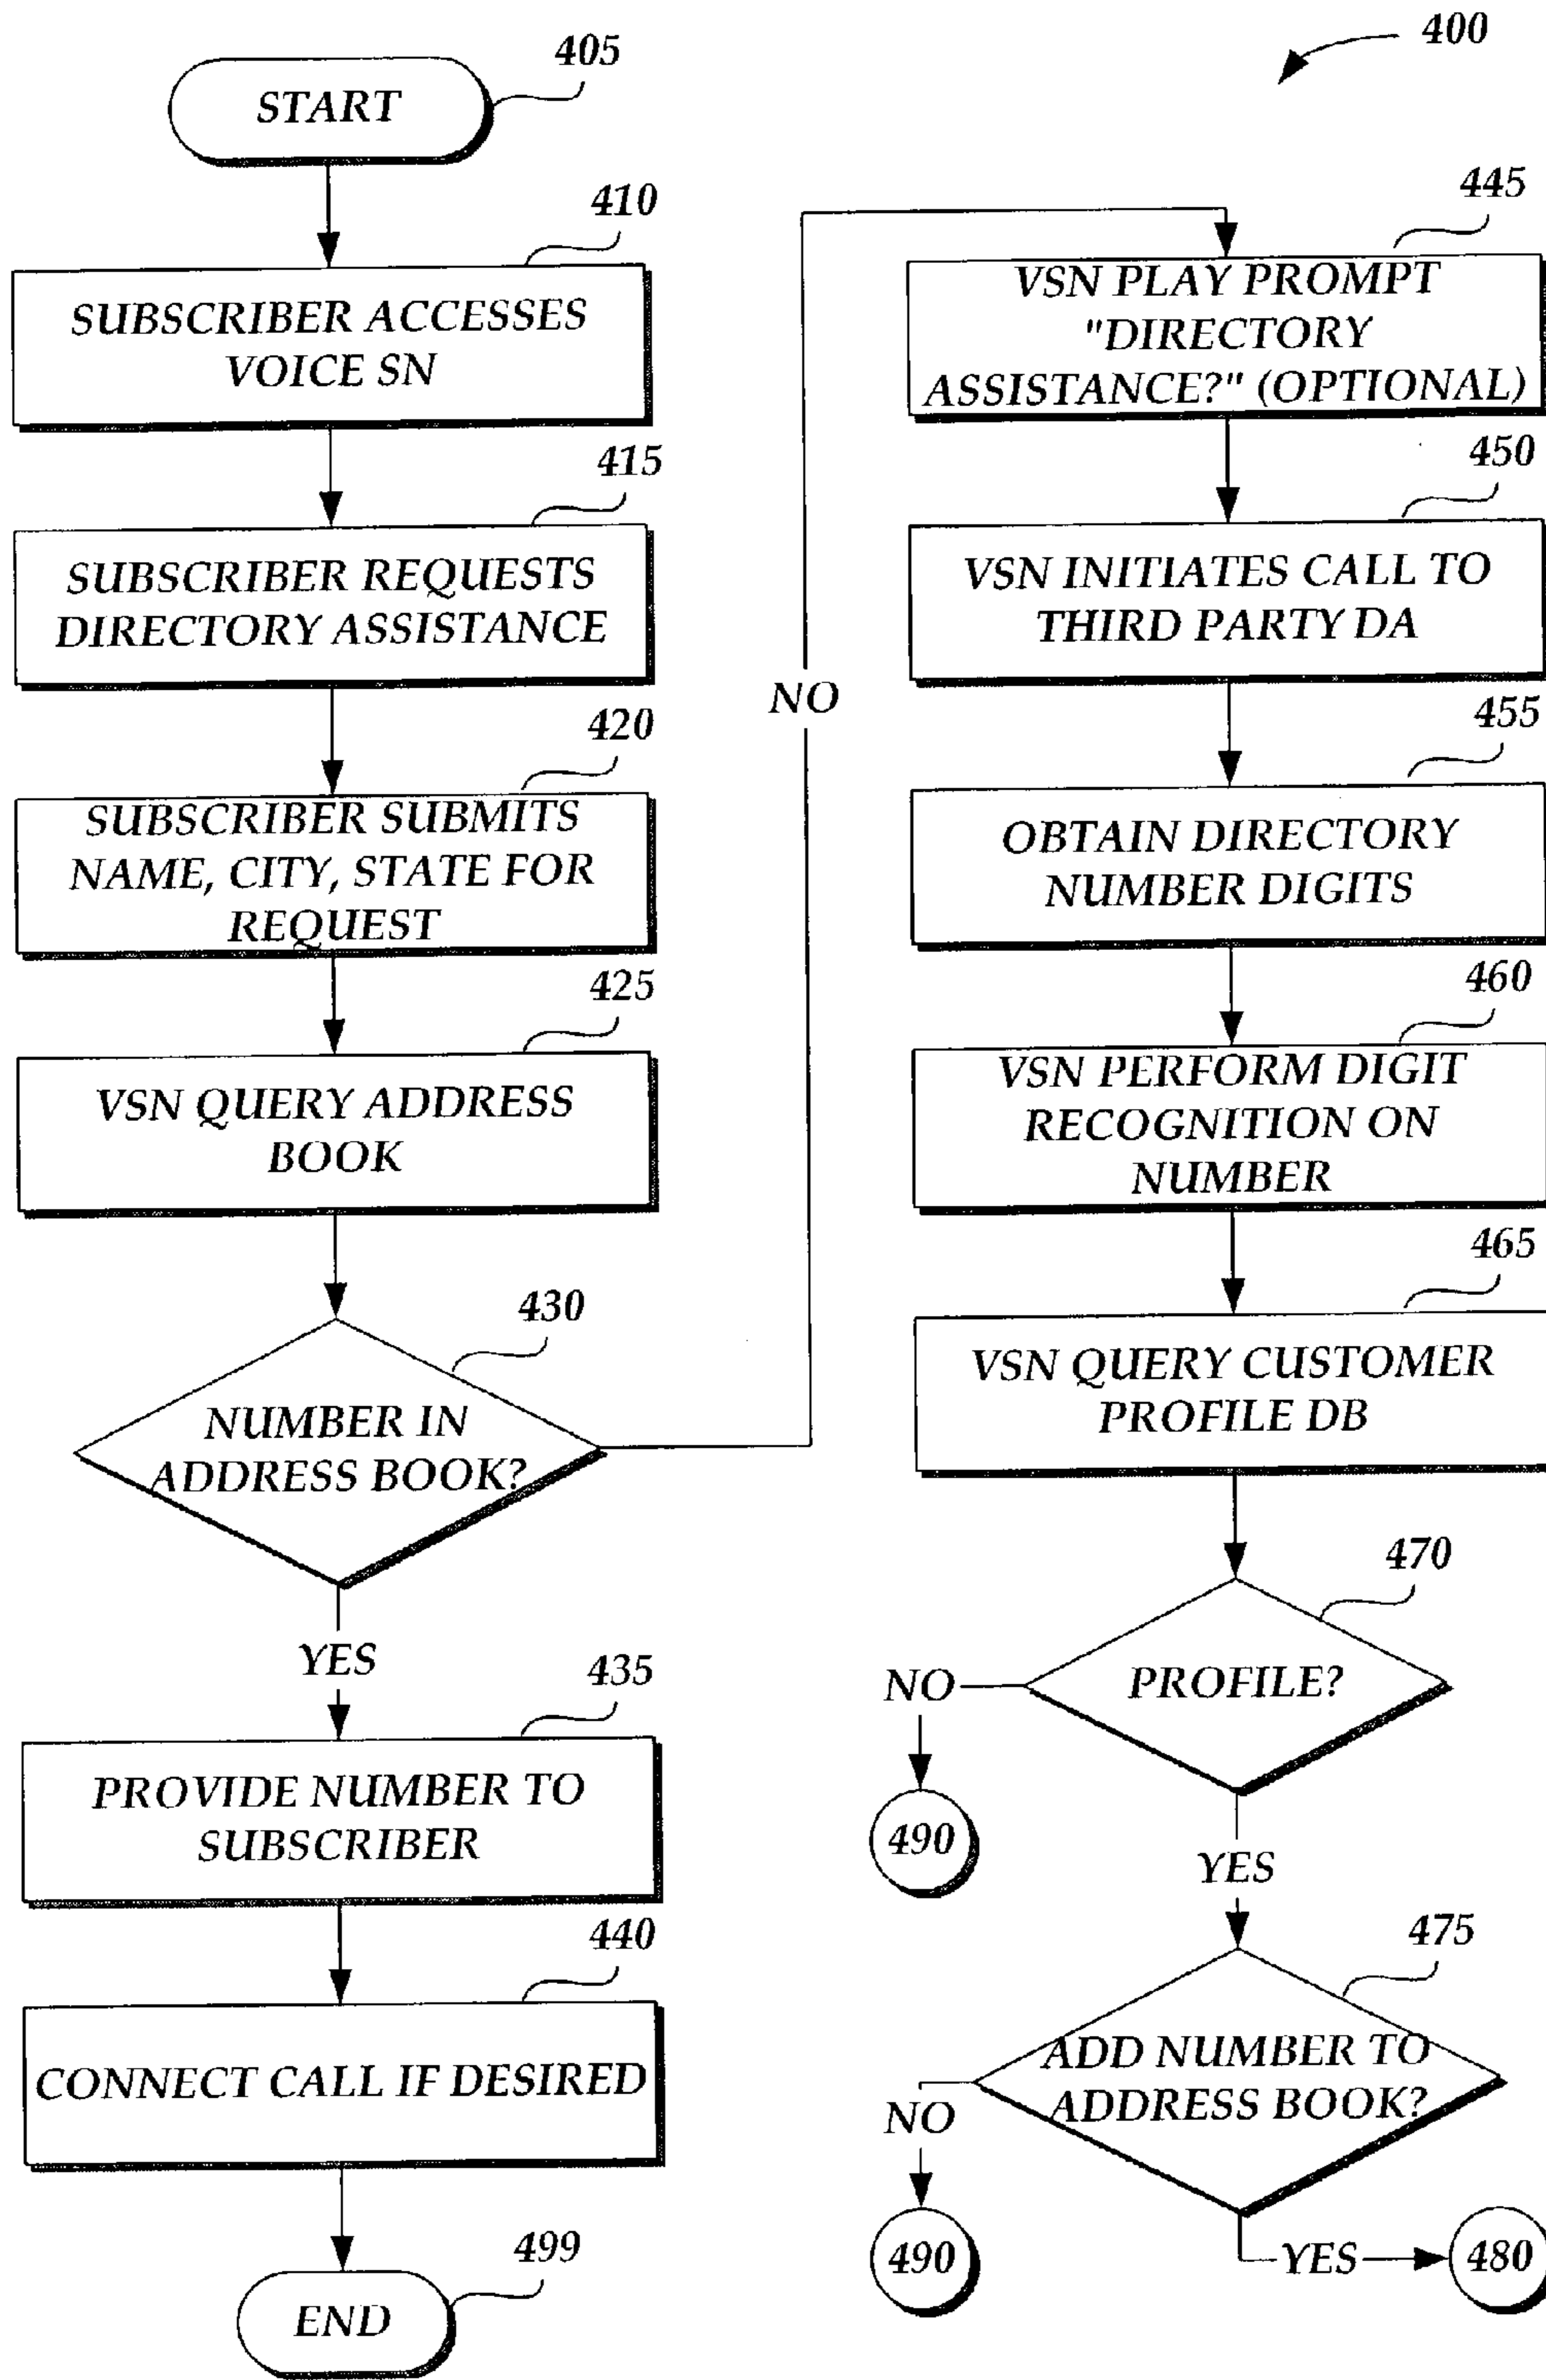 400
405
START
410
SUBSCRIBER ACCESSES
VOICE SN
415
SUBSCRIBER REQUESTS
DIRECTORY ASSISTANCE
420
SUBSCRIBER SUBMITS
NAME, CITY, STATE FOR
REQUEST
425
VSN QUERY ADDRESS
BOOK
430
NUMBER IN
ADDRESS BOOK?
YES
435
PROVIDE NUMBER TO
SUBSCRIBER
440
CONNECT CALL IF DESIRED
499
END
NO
445
VSN PLAY PROMPT
"DIRECTORY
ASSISTANCE?" (OPTIONAL)
450
VSN INITIATES CALL TO
THIRD PARTY DA
455
OBTAIN DIRECTORY
NUMBER DIGITS
460
VSN PERFORM DIGIT
RECOGNITION ON
NUMBER
465
VSN QUERY CUSTOMER
PROFILE DB
470
PROFILE?
NO
490
YES
475
ADD NUMBER TO
ADDRESS BOOK?
NO
490
YES
480